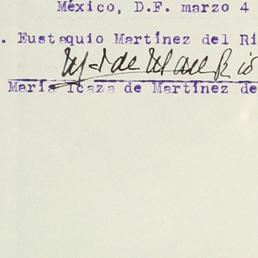 México, D.F. marzo 4
. Eustaquio Martínez del Ri
María Icaza de Martínez de